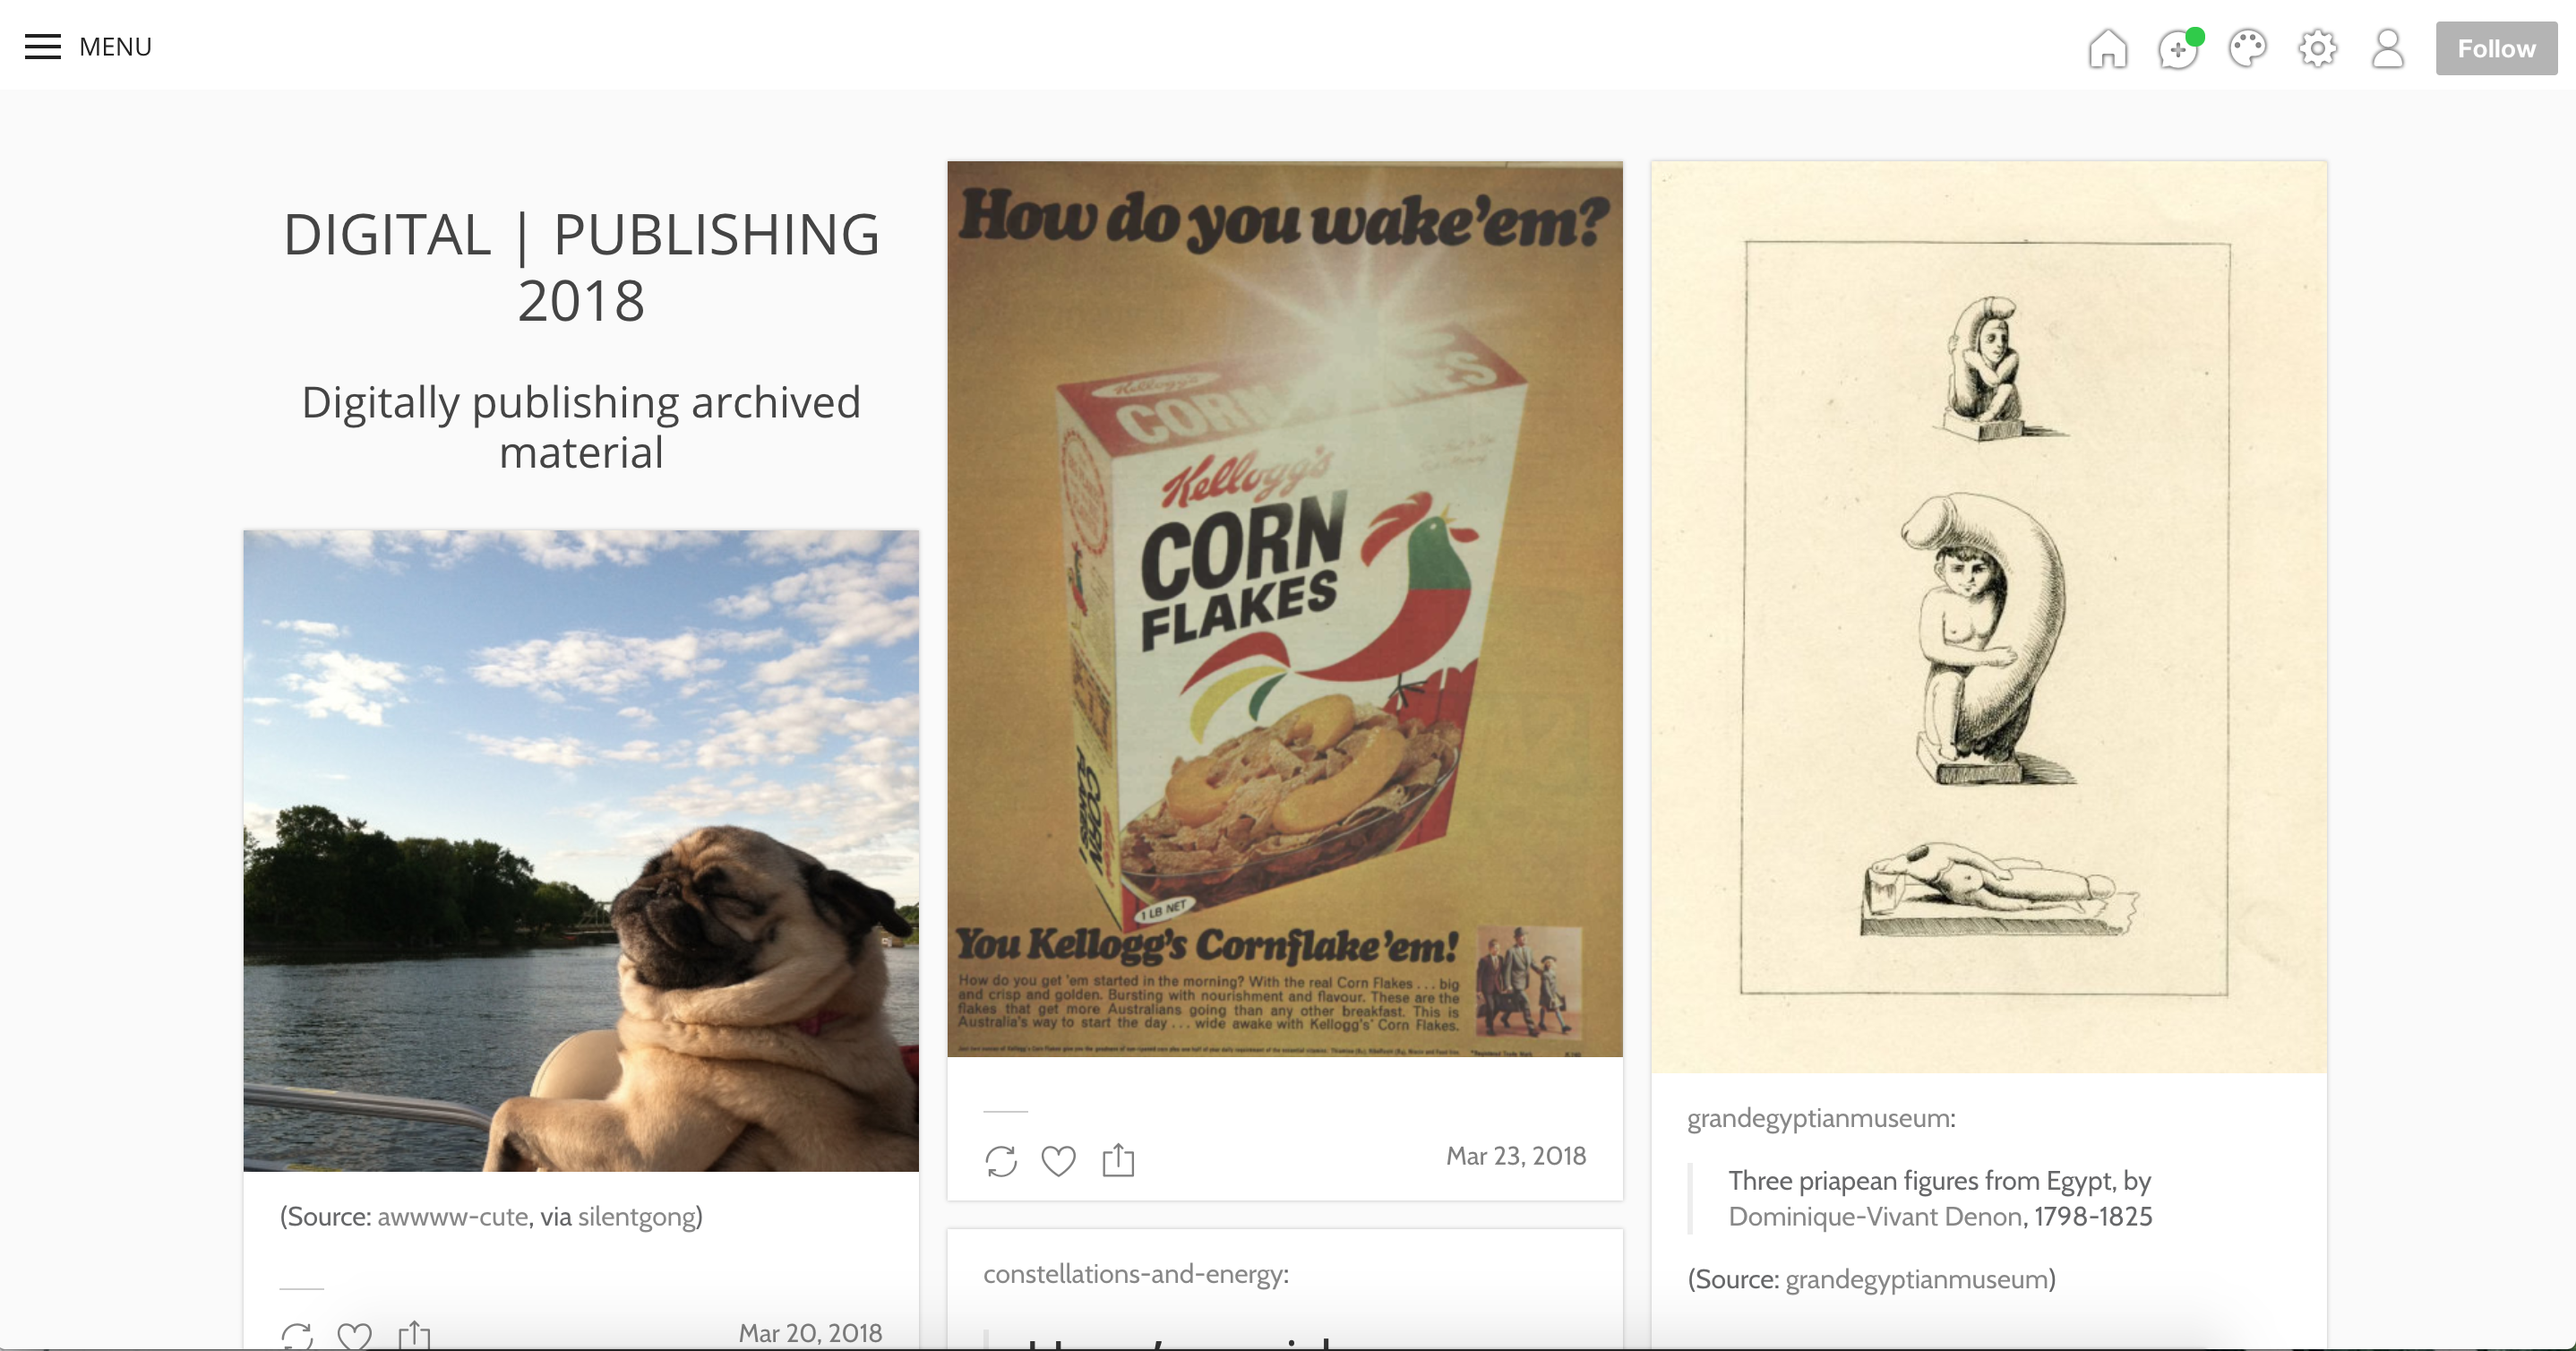 MENU
Follow
DIGITAL | PUBLISHING
2018
Digitally publishing archived
material
(Source: awwww-cute, via silentgong)
Mar 20, 2018
How do you wake'em?
Kellogg's
CORN FLAKES
Kellogg's
CORN
FLAKES
CORN
FLAKES
1 LB NET
You Kellogg's Cornflake'em!
How do you get 'em started in the morning? With the real Corn Flakes . . . big
and crisp and golden. Bursting with nourishment and flavour. These are the
flakes that get more Australians going than any other breakfast. This is
Australia's way to start the day . . . wide awake with Kellogg's' Corn Flakes.
Mar 23, 2018
constellations-and-energy:
grandegyptianmuseum:
Three priapean figures from Egypt, by
Dominique-Vivant Denon, 1798-1825
(Source: grandegyptianmuseum)